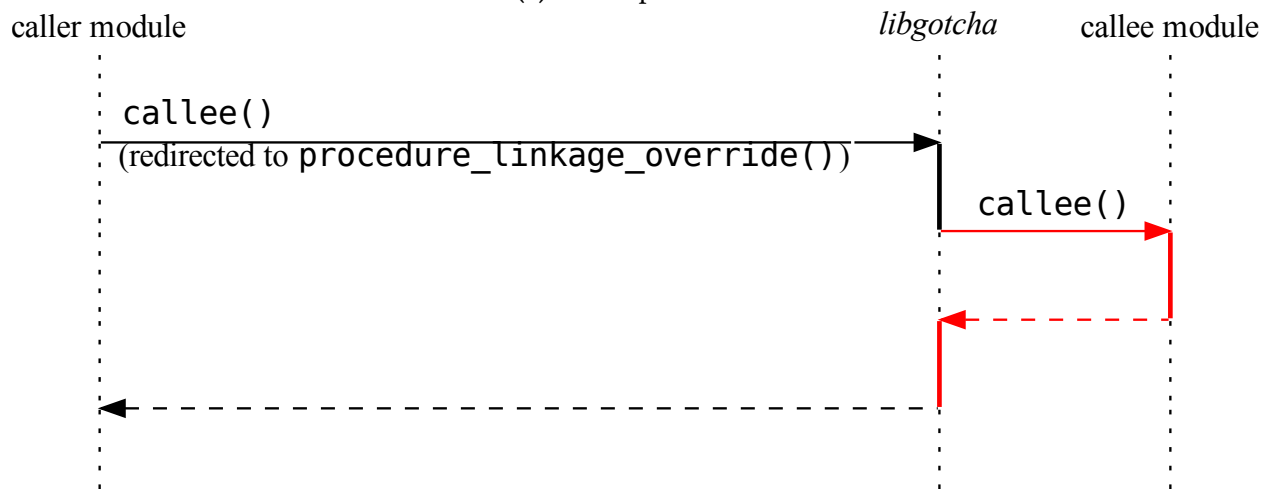 caller module
libgotcha
callee module
callee()
(redirected to procedure_linkage_override())
callee()